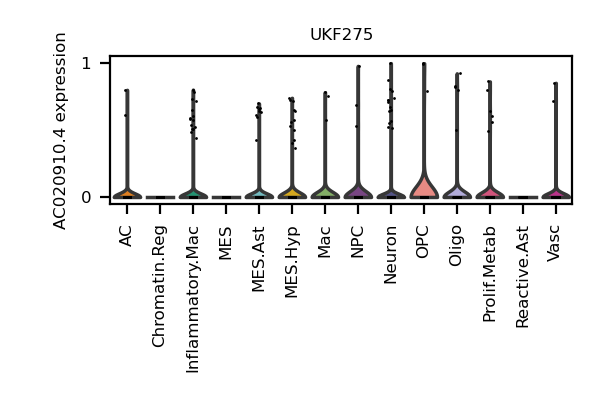 UKF275
AC020910.4 expression
1
0
AC
Chromatin.Reg
Inflammatory.Mac
MES
MES.Ast
MES.Hyp
Mac
NPC
Neuron
OPC
Oligo
Prolif.Metab
Reactive.Ast
Vasc